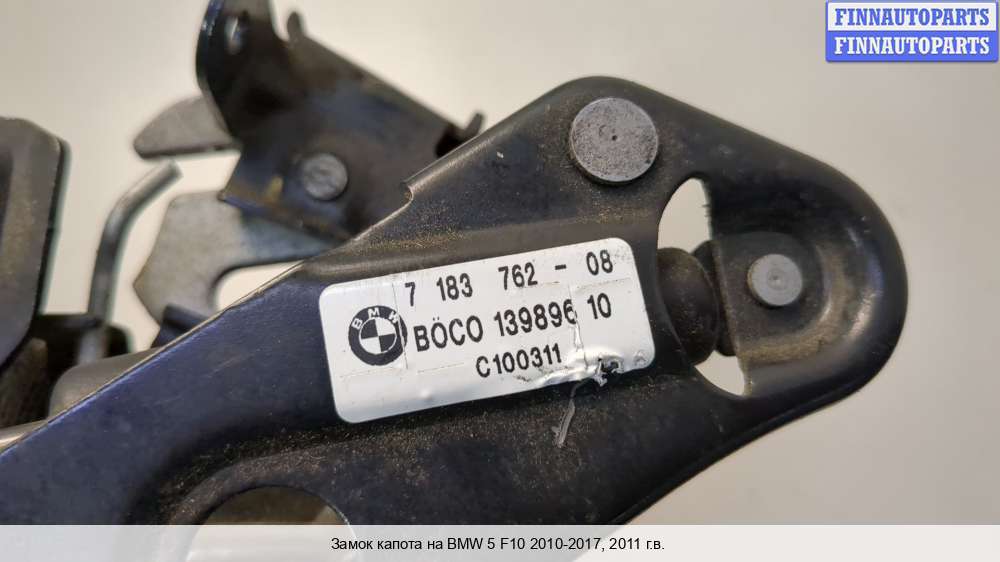 FINNAUTOPARTS
FINNAUTOPARTS
7 183 762 - 08
BMW
BÖCO 139896 10
C100311
Замок капота на BMW 5 F10 2010-2017, 2011 г.в.